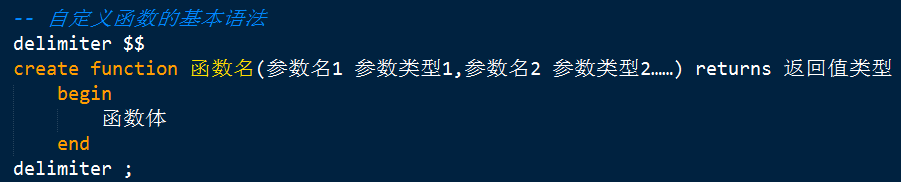 -- 自定义函数的基本语法
delimiter $$
create function 函数名(参数名1 参数类型1,参数名2 参数类型2……) returns 返回值类型
begin
函数体
end
delimiter ;